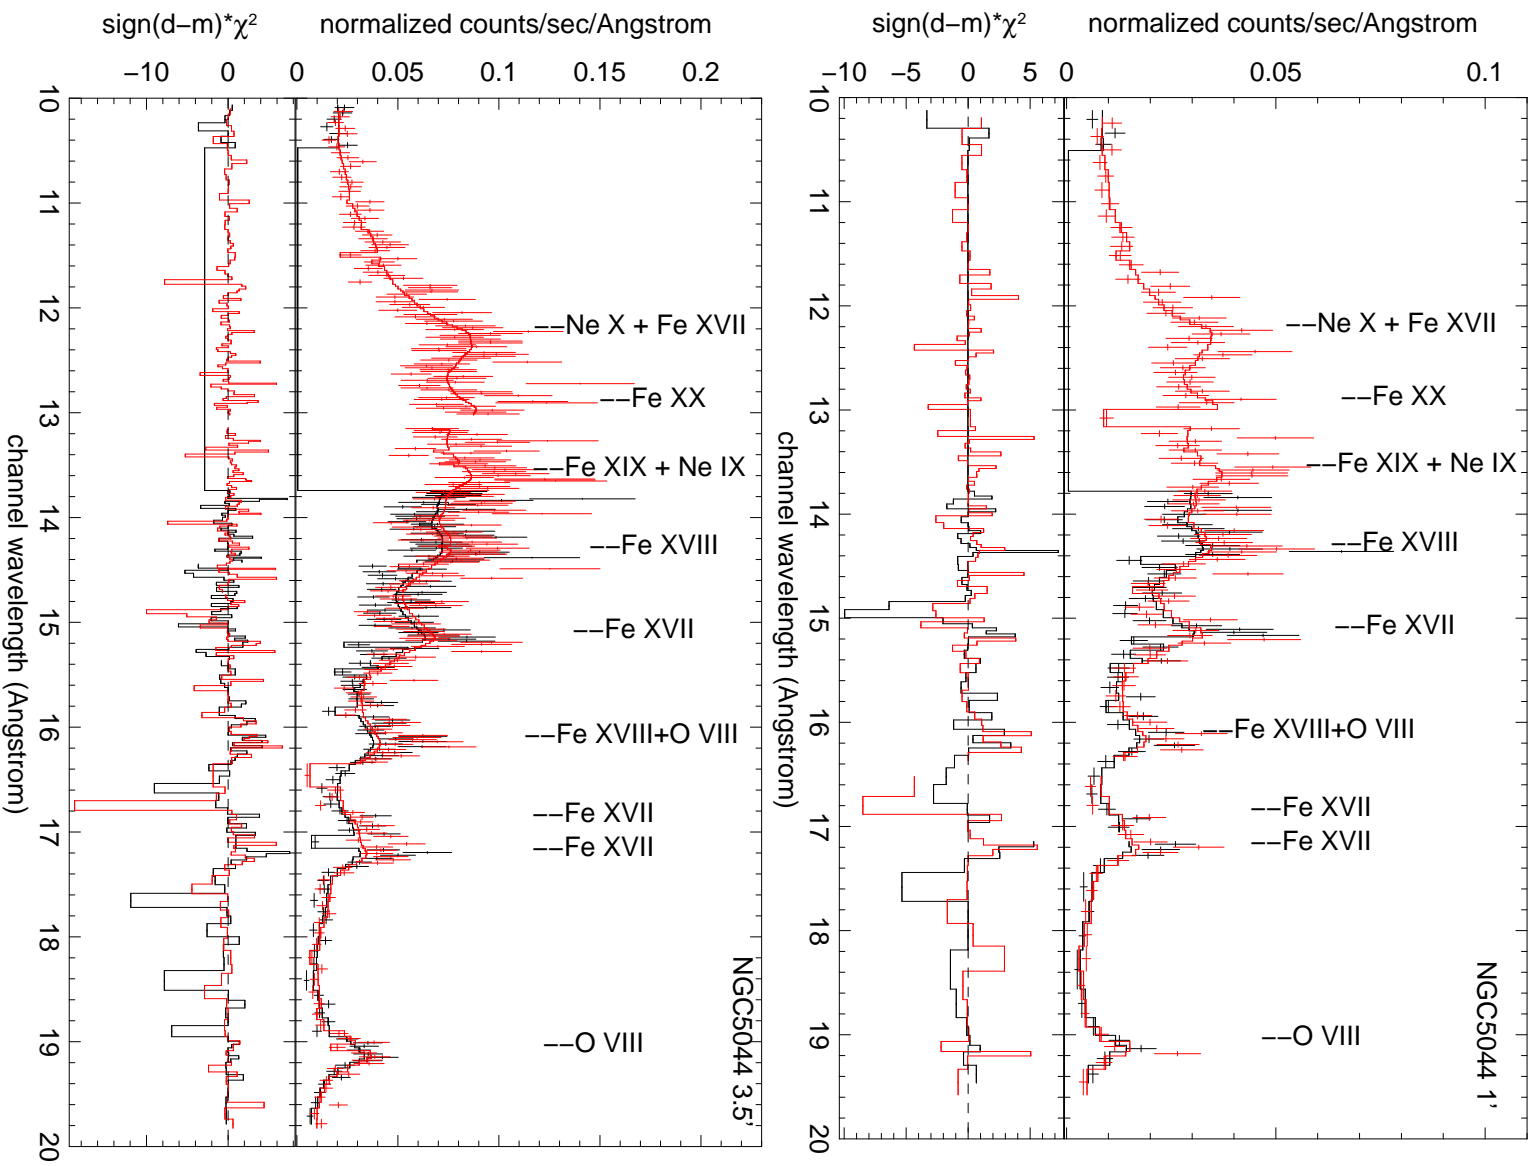 sign(d−m)*χ²
normalized counts/sec/Angstrom
−10 0 0 0.05 0.1 0.15 0.2
10 11 12 13 14 15 16 17 18 19 20
channel wavelength (Angstrom)
−−Ne X + Fe XVII
−−Fe XX
−−Fe XIX + Ne IX
−−Fe XVIII
−−Fe XVII
−−Fe XVIII+O VIII
−−Fe XVII
−−Fe XVII
−−O VIII
NGC5044 3.5'
sign(d−m)*χ²
normalized counts/sec/Angstrom
−10 −5 0 5 0 0.05 0.1
10 11 12 13 14 15 16 17 18 19 20
channel wavelength (Angstrom)
−−Ne X + Fe XVII
−−Fe XX
−−Fe XIX + Ne IX
−−Fe XVIII
−−Fe XVII
−−Fe XVIII+O VIII
−−Fe XVII
−−Fe XVII
−−O VIII
NGC5044 1'